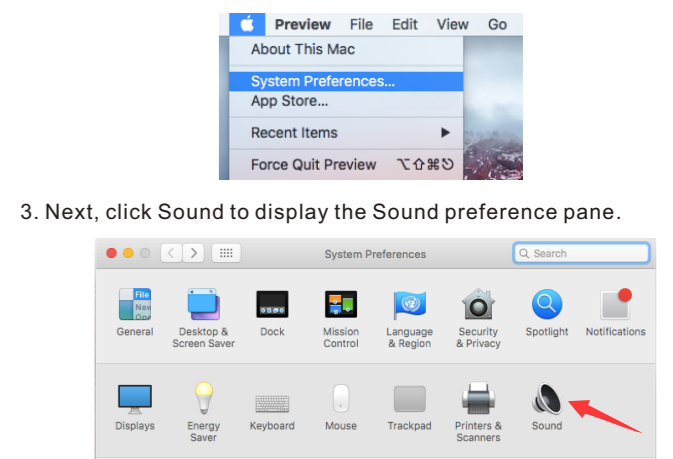 Preview File Edit View Go
About This Mac
System Preferences...
App Store...
Recent Items
Force Quit Preview ⌥⇧⌘⎋
3. Next, click Sound to display the Sound preference pane.
System Preferences
Search
File
New
General
Desktop &
Screen Saver
Dock
Mission
Control
Language
& Region
Security
& Privacy
Spotlight
Notifications
Displays
Energy
Saver
Keyboard
Mouse
Trackpad
Printers &
Scanners
Sound